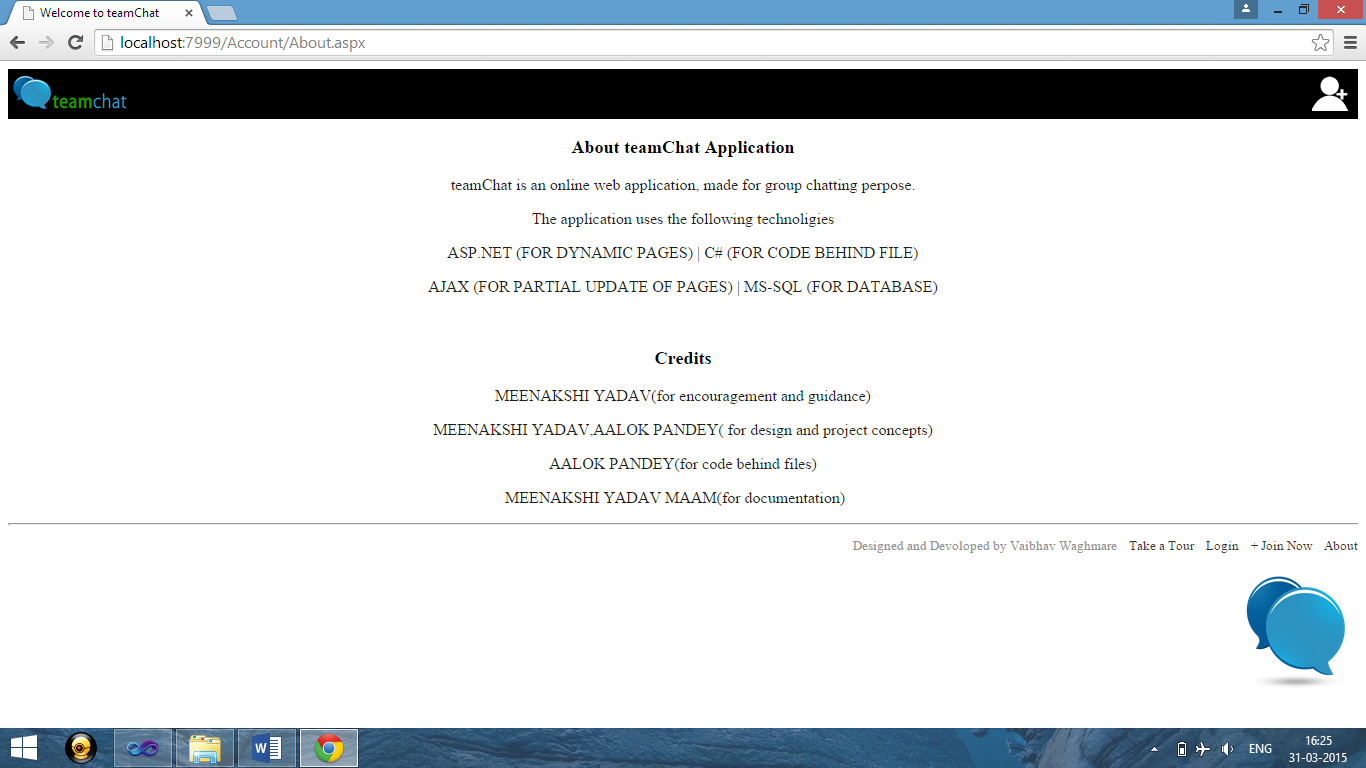 Welcome to teamChat
localhost:7999/Account/About.aspx
teamchat
About teamChat Application
teamChat is an online web application, made for group chatting perpose.
The application uses the following technoligies
ASP.NET (FOR DYNAMIC PAGES) | C# (FOR CODE BEHIND FILE)
AJAX (FOR PARTIAL UPDATE OF PAGES) | MS-SQL (FOR DATABASE)
Credits
MEENAKSHI YADAV(for encouragement and guidance)
MEENAKSHI YADAV,AALOK PANDEY( for design and project concepts)
AALOK PANDEY(for code behind files)
MEENAKSHI YADAV MAAM(for documentation)
Designed and Devoloped by Vaibhav Waghmare Take a Tour Login + Join Now About
ENG
16:25
31-03-2015